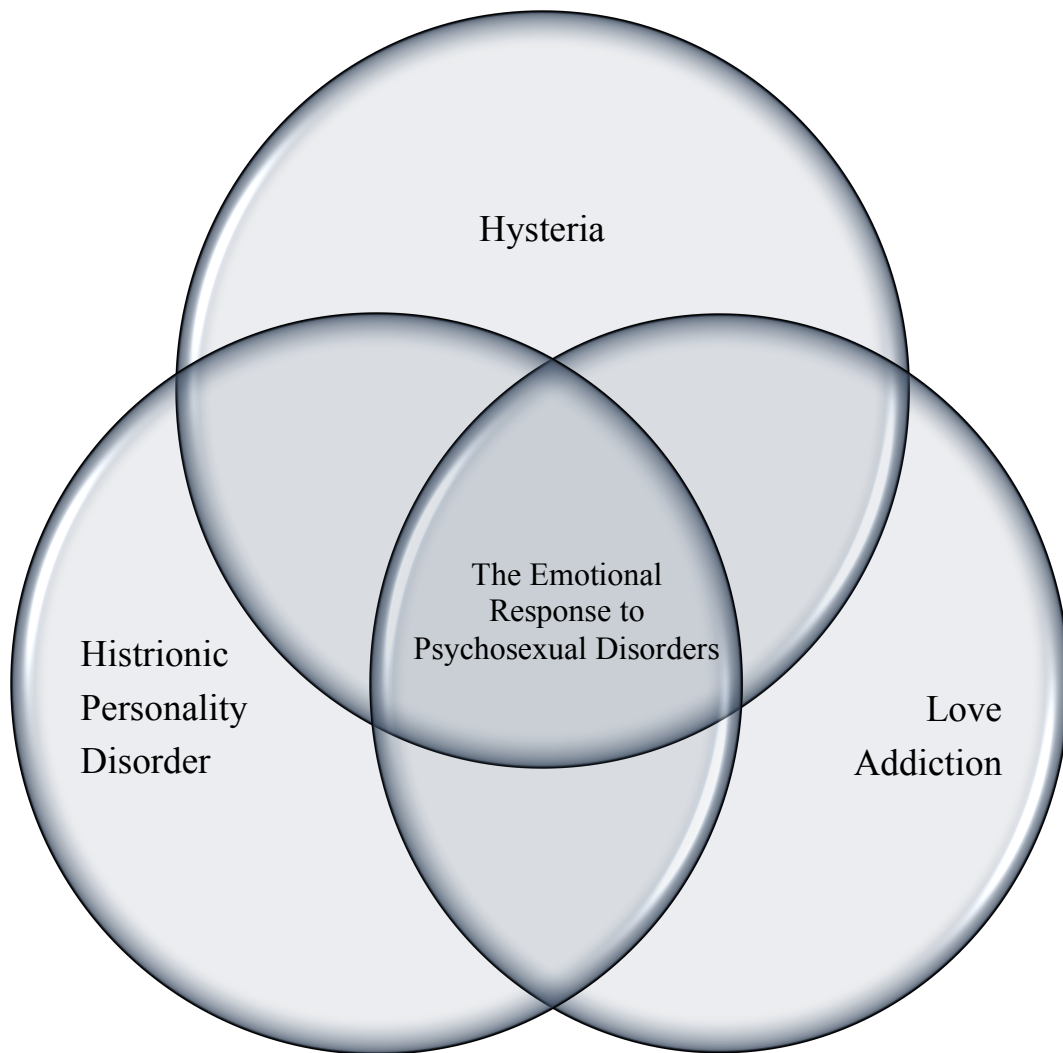 Hysteria
The Emotional
Response to
Psychosexual Disorders
Histrionic
Personality
Disorder
Love
Addiction